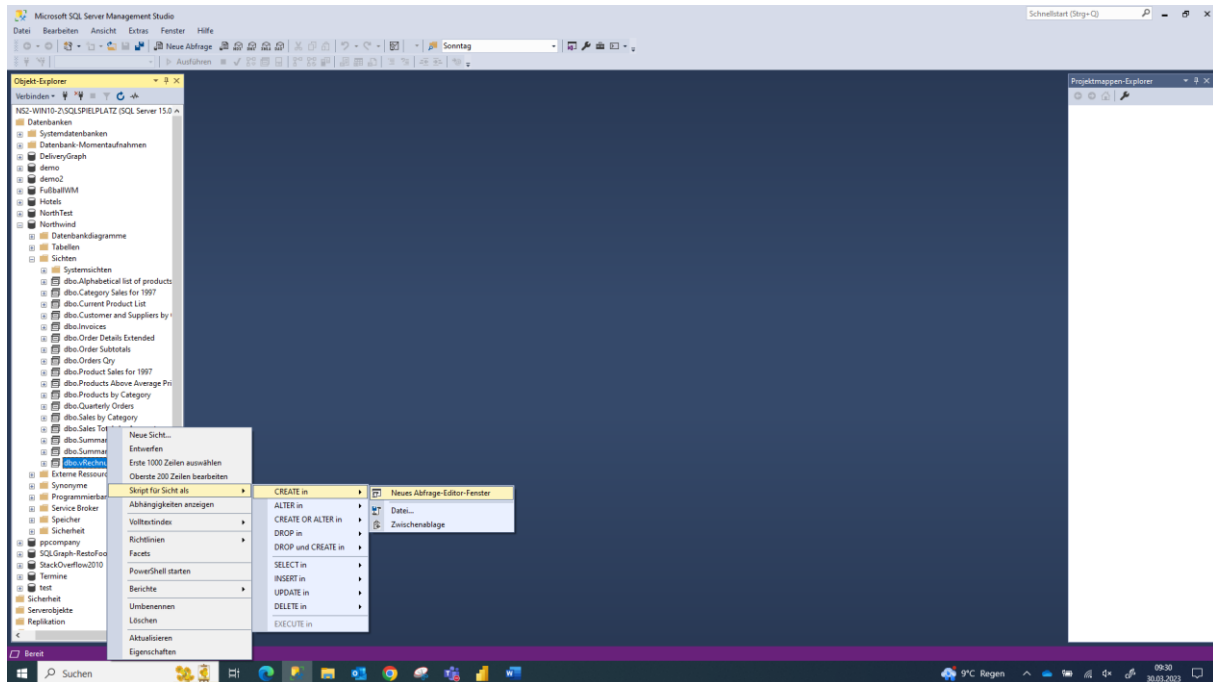 Microsoft SQL Server Management Studio
Schnellstart (Strg+Q)
Datei Bearbeiten Ansicht Extras Fenster Hilfe
Neue Abfrage Sonntag
Ausführen
Objekt-Explorer
Projektmappen-Explorer
Verbinden
NS2-WIN10-2\SQLSPIELPLATZ (SQL Server 15.0
Datenbanken
Systemdatenbanken
Datenbank-Momentaufnahmen
DeliveryGraph
demo
demo2
FußballWM
Hotels
NorthTest
Northwind
Datenbankdiagramme
Tabellen
Sichten
Systemsichten
dbo.Alphabetical list of products
dbo.Category Sales for 1997
dbo.Current Product List
dbo.Customer and Suppliers by
dbo.Invoices
dbo.Order Details Extended
dbo.Order Subtotals
dbo.Orders Qry
dbo.Product Sales for 1997
dbo.Products Above Average Pri
dbo.Products by Category
dbo.Quarterly Orders
dbo.Sales by Category
dbo.Sales
dbo.Summar
dbo.Summar
dbo.vRechnu
Externe Ressourc
Synonyme
Programmierbar
Service Broker
Speicher
Sicherheit
ppcompany
SQLGraph-RestoFoo
StackOverflow2010
Termine
test
Sicherheit
Serverobjekte
Replikation
Neue Sicht...
Entwerfen
Erste 1000 Zeilen auswählen
Oberste 200 Zeilen bearbeiten
Skript für Sicht als
Abhängigkeiten anzeigen
Volltextindex
Richtlinien
Facets
PowerShell starten
Berichte
Umbenennen
Löschen
Aktualisieren
Eigenschaften
CREATE in
ALTER in
CREATE OR ALTER in
DROP in
DROP und CREATE in
SELECT in
INSERT in
UPDATE in
DELETE in
EXECUTE in
Neues Abfrage-Editor-Fenster
Datei...
Zwischenablage
Bereit
Suchen
9°C Regen
09:30
30.03.2023